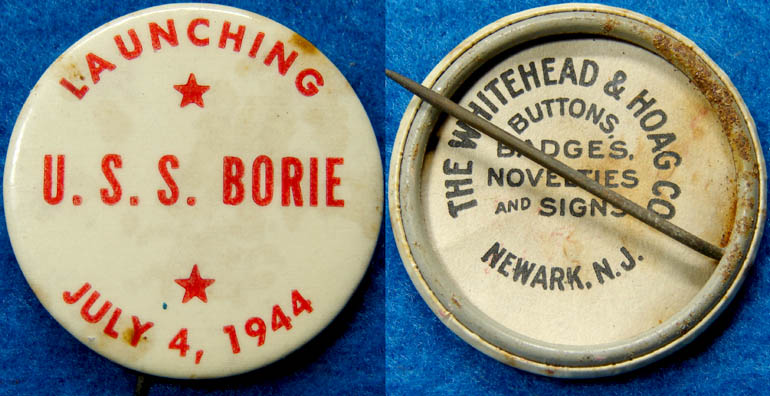 LAUNCHING
U. S. S. BORIE
JULY 4, 1944
THE WHITEHEAD & HOAG CO.
BUTTONS,
BADGES,
NOVELTIES
AND SIGNS
NEWARK, N. J.